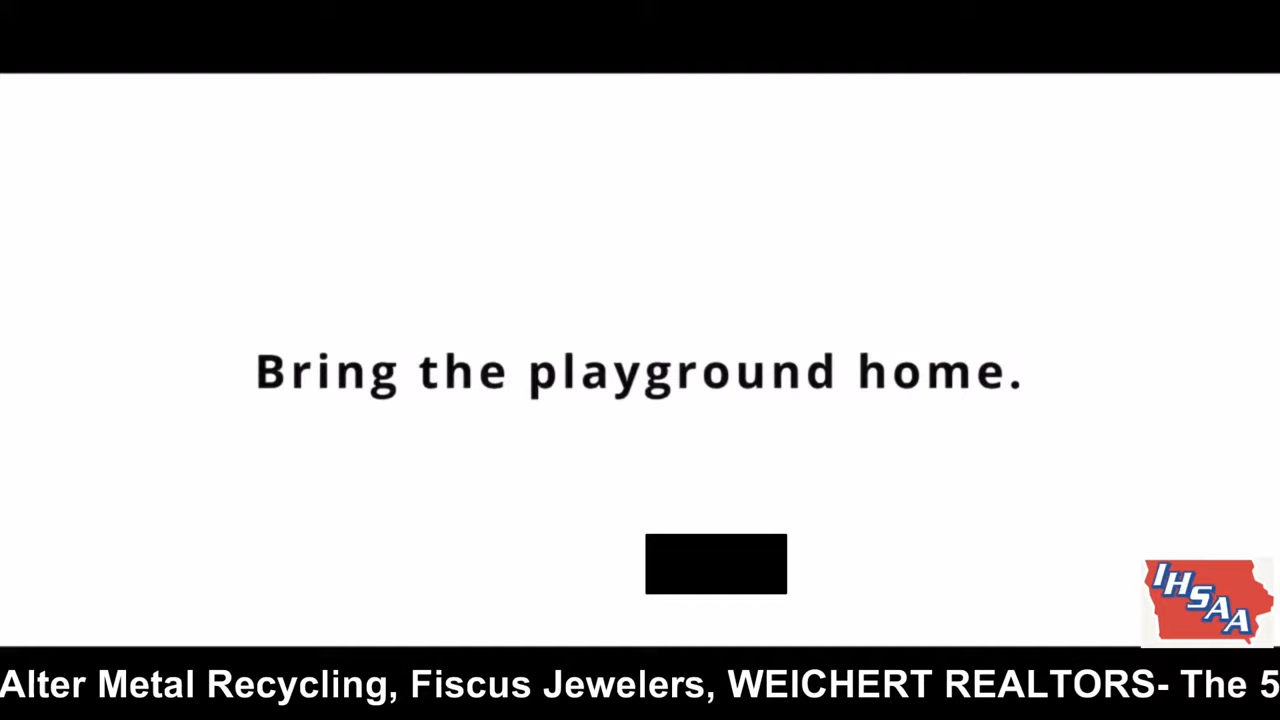 Bring the playground home.
IHSAA
Alter Metal Recycling, Fiscus Jewelers, WEICHERT REALTORS- The 5